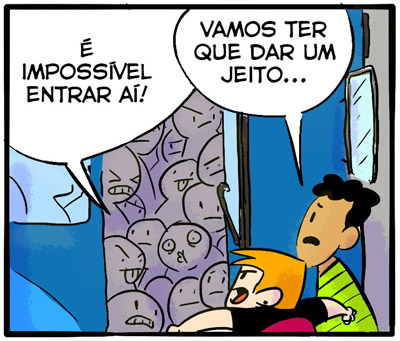 É
IMPOSSÍVEL
ENTRAR AÍ!
VAMOS TER
QUE DAR UM
JEITO...